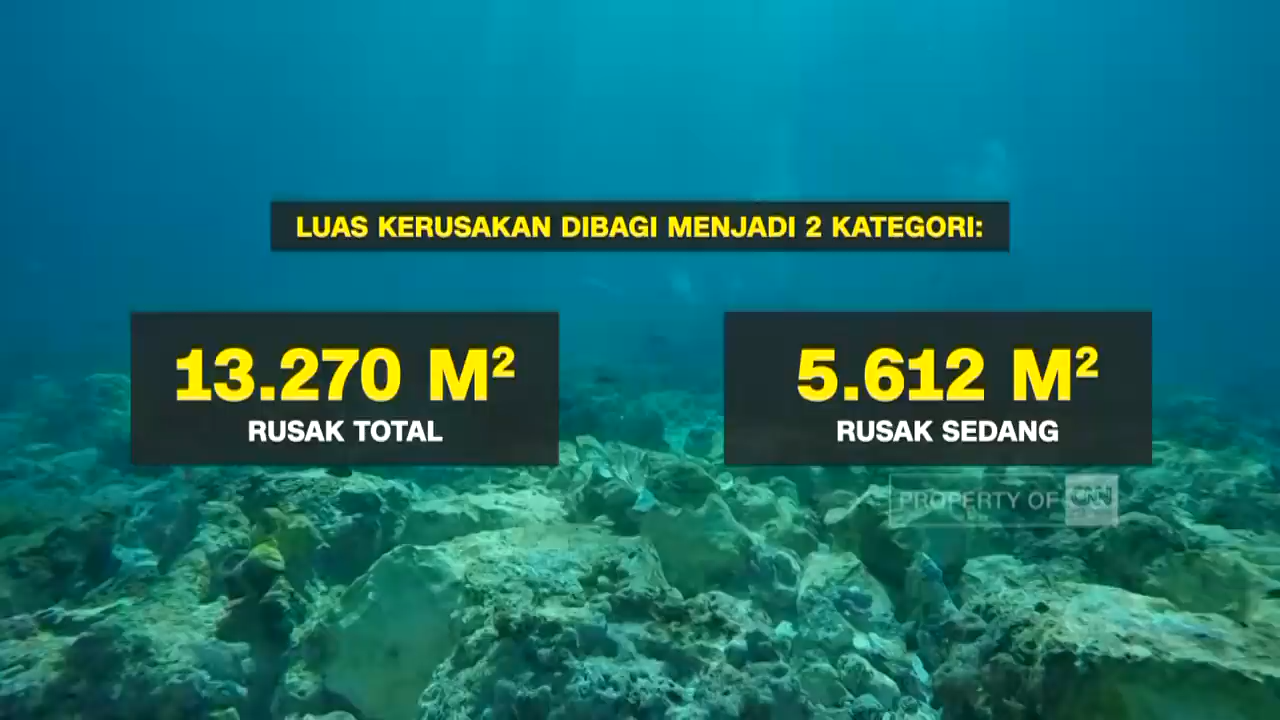 LUAS KERUSAKAN DIBAGI MENJADI 2 KATEGORI:
13.270 M²
RUSAK TOTAL
5.612 M²
RUSAK SEDANG
PROPERTY OF CNN